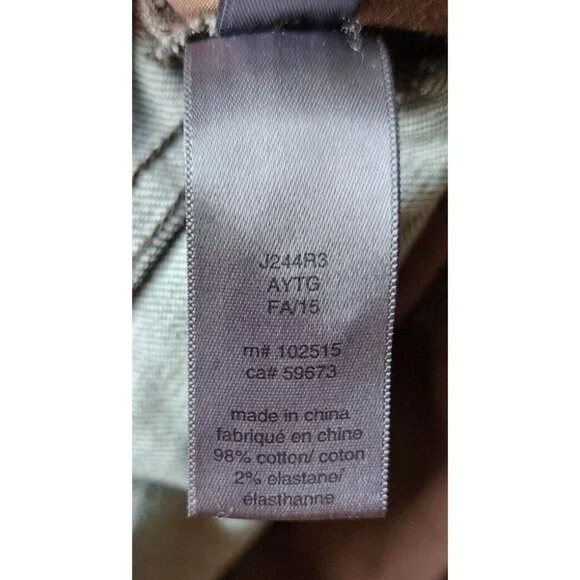 J244R3
AYTG
FA/15
rn# 102515
ca# 59673
made in china
fabriqué en chine
98% cotton/ coton
2% elastane/
élasthanne